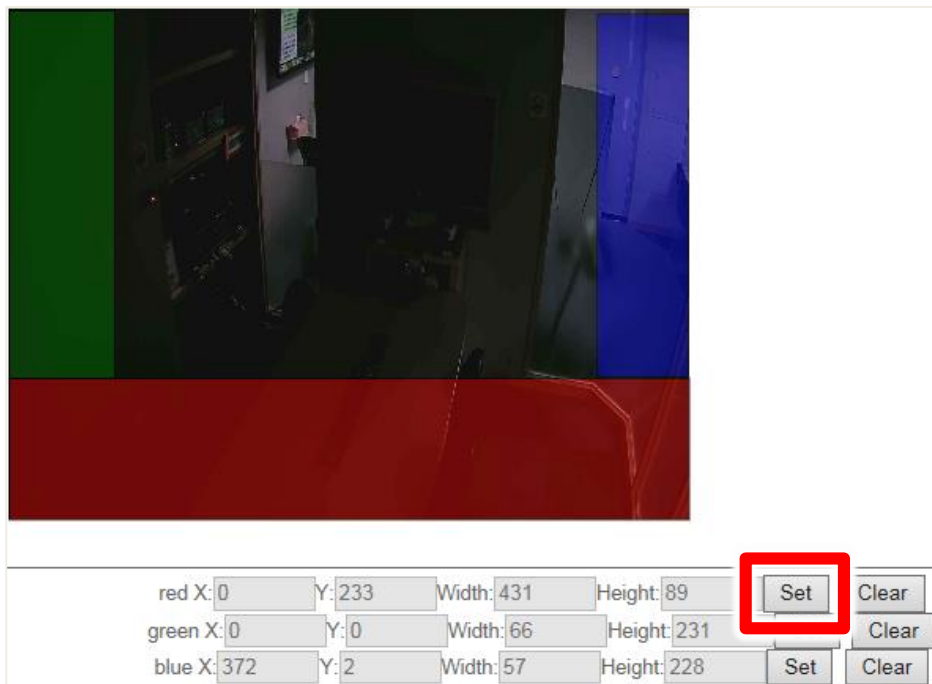 red X: 0 Y: 233 Width: 431 Height: 89 Set Clear
green X: 0 Y: 0 Width: 66 Height: 231 Clear
blue X: 372 Y: 2 Width: 57 Height: 228 Set Clear